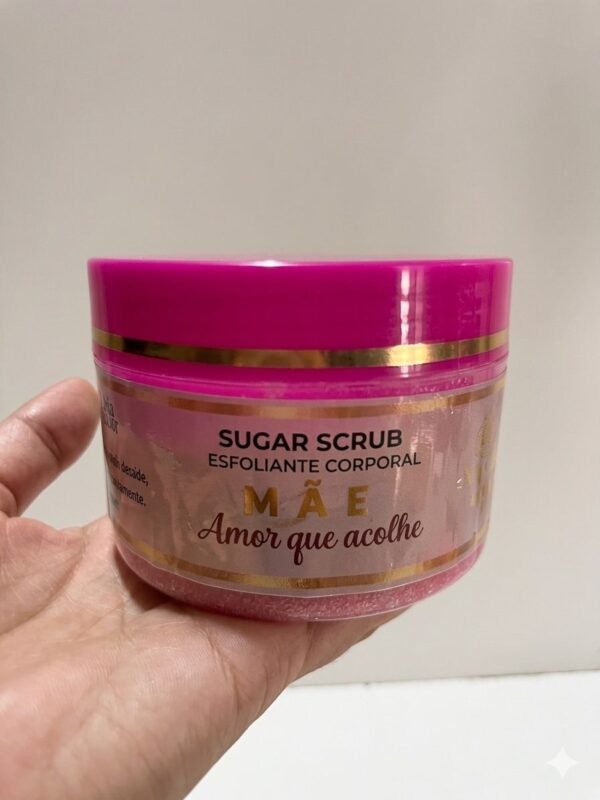 SUGAR SCRUB
ESFOLIANTE CORPORAL
MÃE
Amor que acolhe